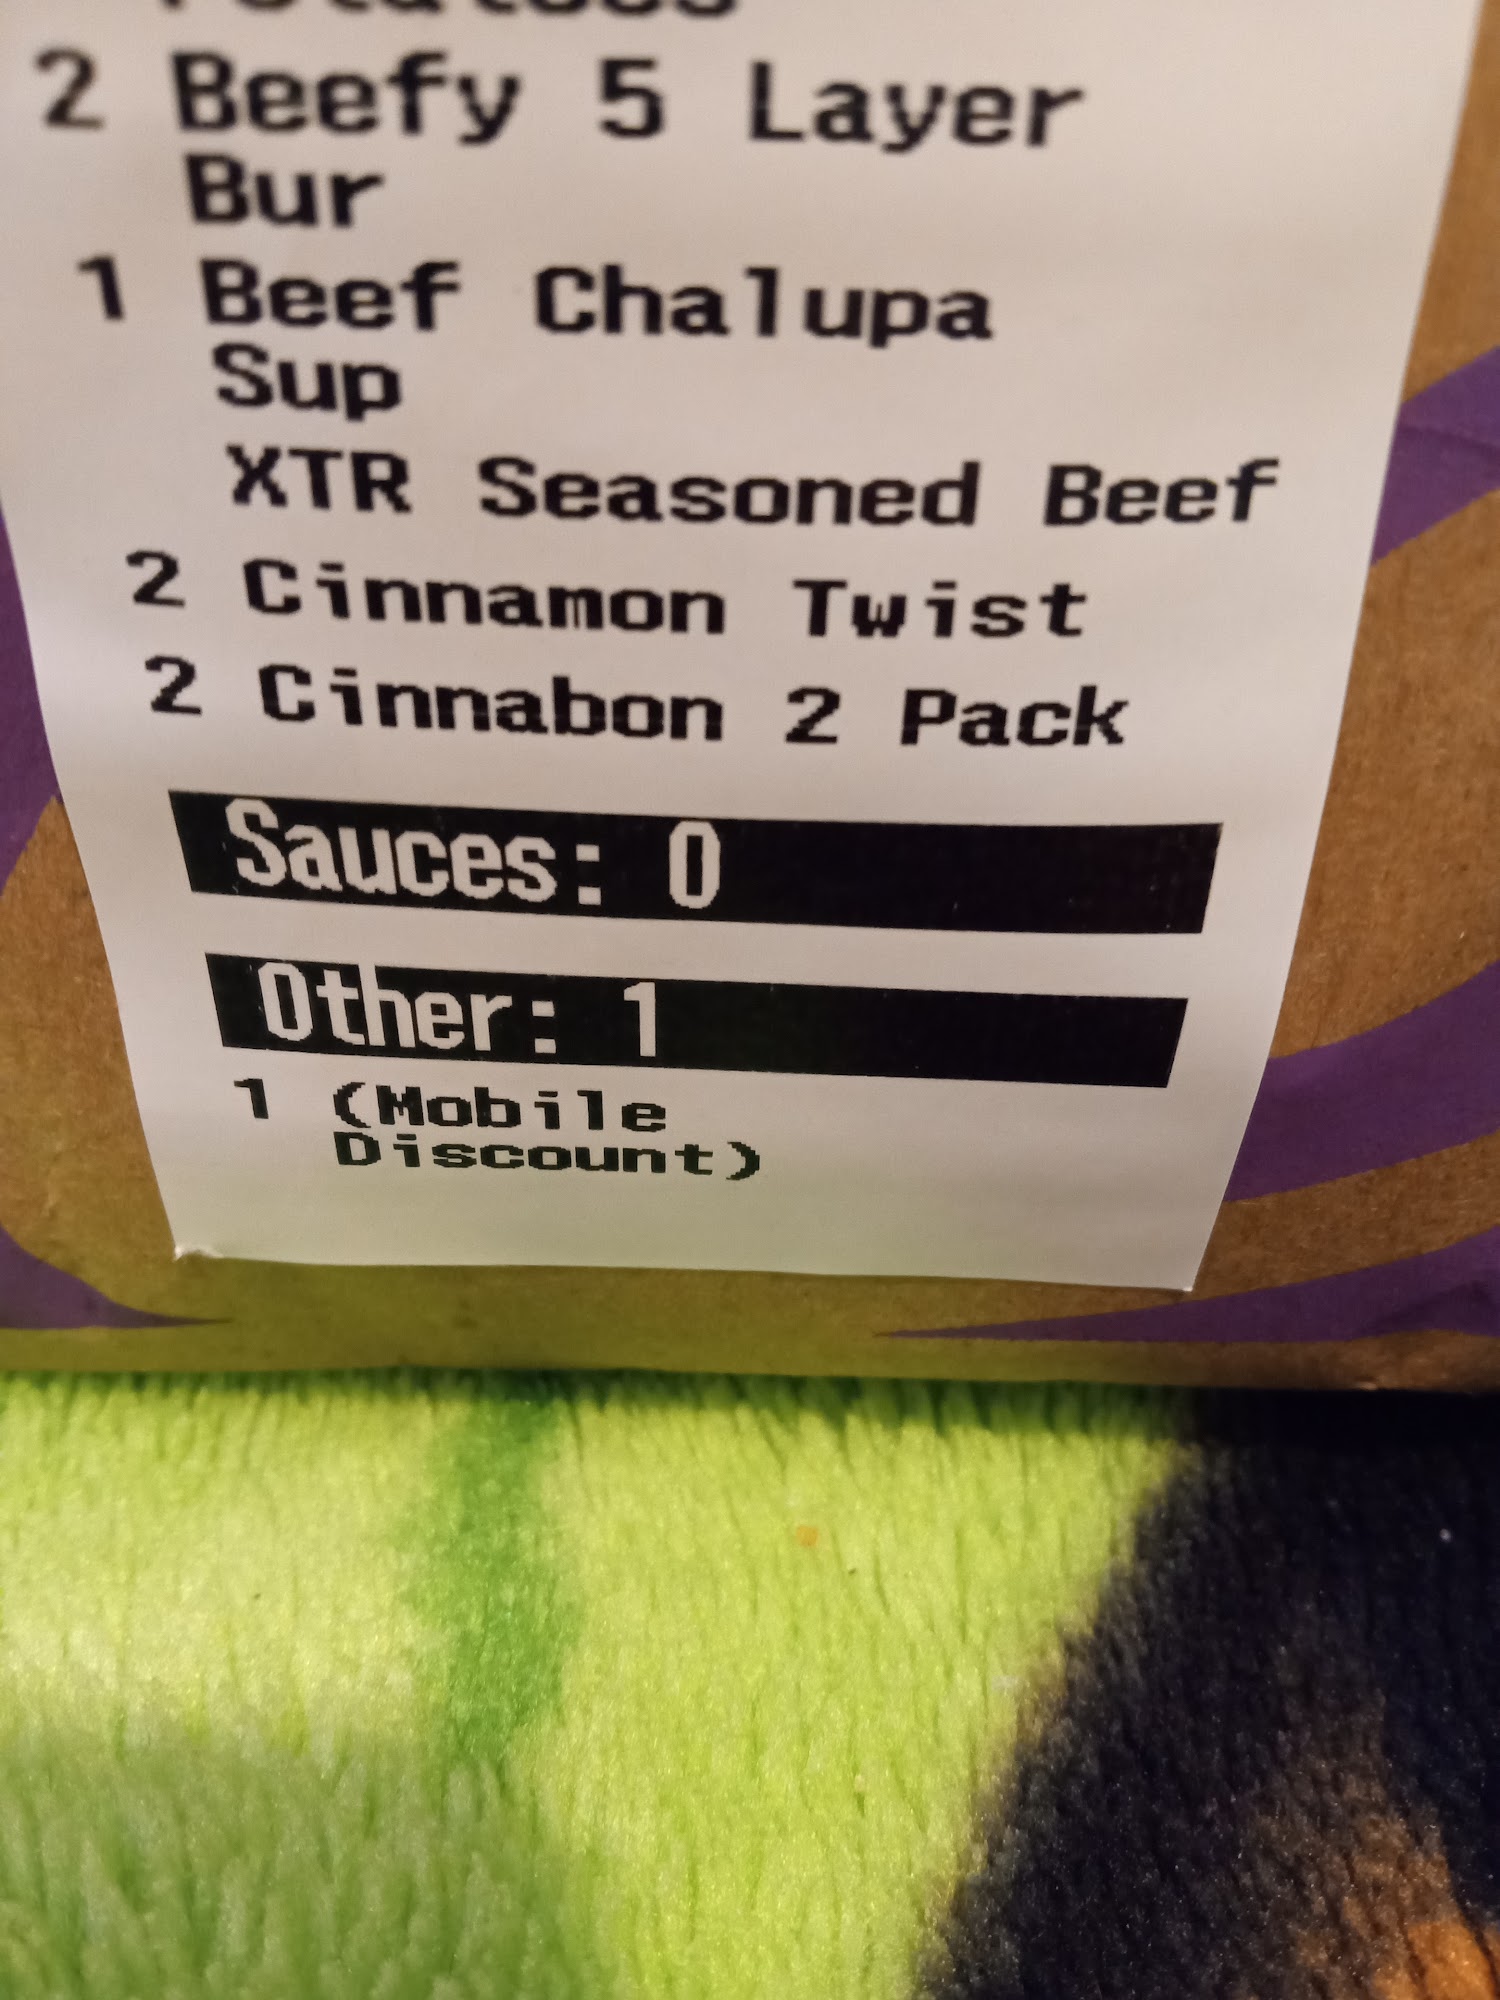 Potatoes
2 Beefy 5 Layer
Bur
1 Beef Chalupa
Sup
XTR Seasoned Beef
2 Cinnamon Twist
2 Cinnabon 2 Pack
Sauces: 0
Other: 1
1 (Mobile
Discount)